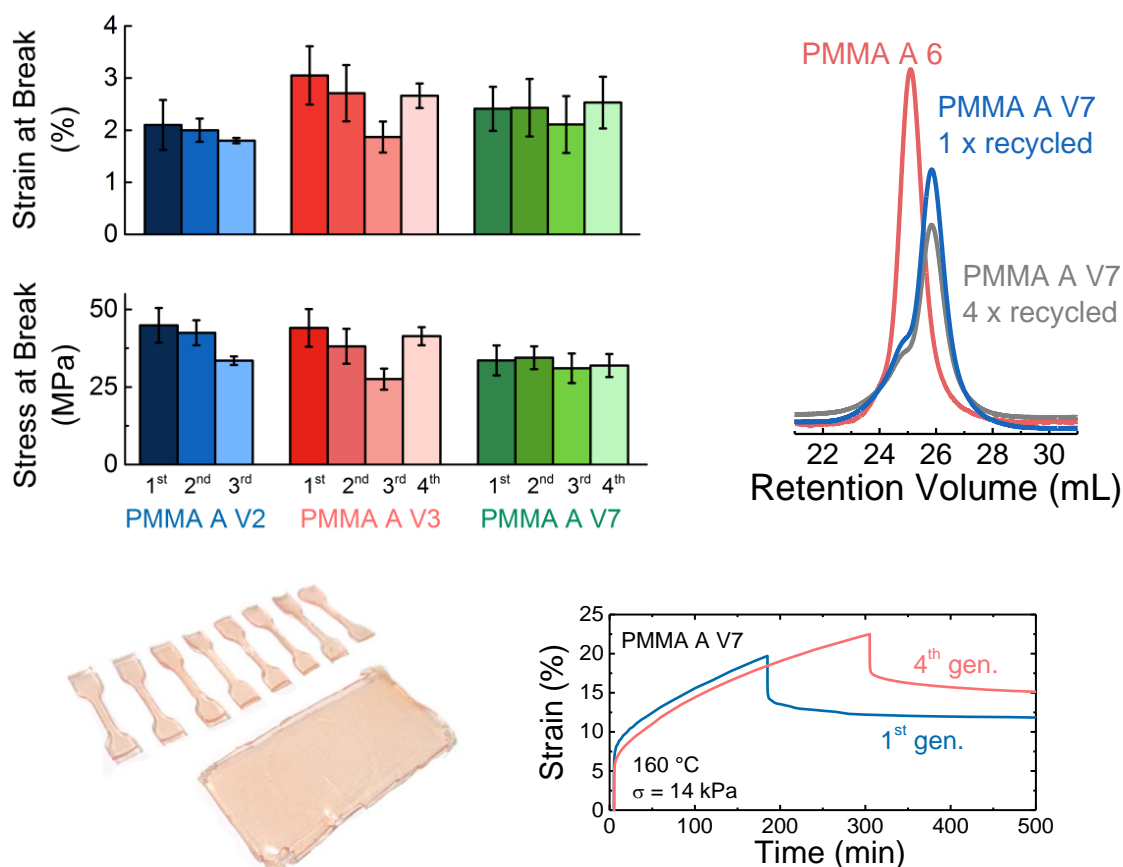 Strain at Break
(%)
4
3
2
1
0
Stress at Break
(MPa)
50
25
0
1st 2nd 3rd 1st 2nd 3rd 4th 1st 2nd 3rd 4th
PMMA A V2 PMMA A V3 PMMA A V7
PMMA A 6
PMMA A V7
1 x recycled
PMMA A V7
4 x recycled
22 24 26 28 30
Retention Volume (mL)
Strain (%)
25
20
15
10
5
0
PMMA A V7
4th gen.
1st gen.
160 °C
σ = 14 kPa
0 100 200 300 400 500
Time (min)